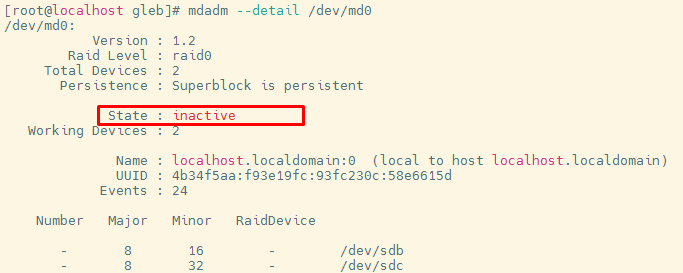 [root@localhost gleb]# mdadm --detail /dev/md0
/dev/md0:
Version : 1.2
Raid Level : raid0
Total Devices : 2
Persistence : Superblock is persistent
State : inactive
Working Devices : 2
Name : localhost.localdomain:0 (local to host localhost.localdomain)
UUID : 4b34f5aa:f93e19fc:93fc230c:58e6615d
Events : 24
Number Major Minor RaidDevice
- 8 16 - /dev/sdb
- 8 32 - /dev/sdc